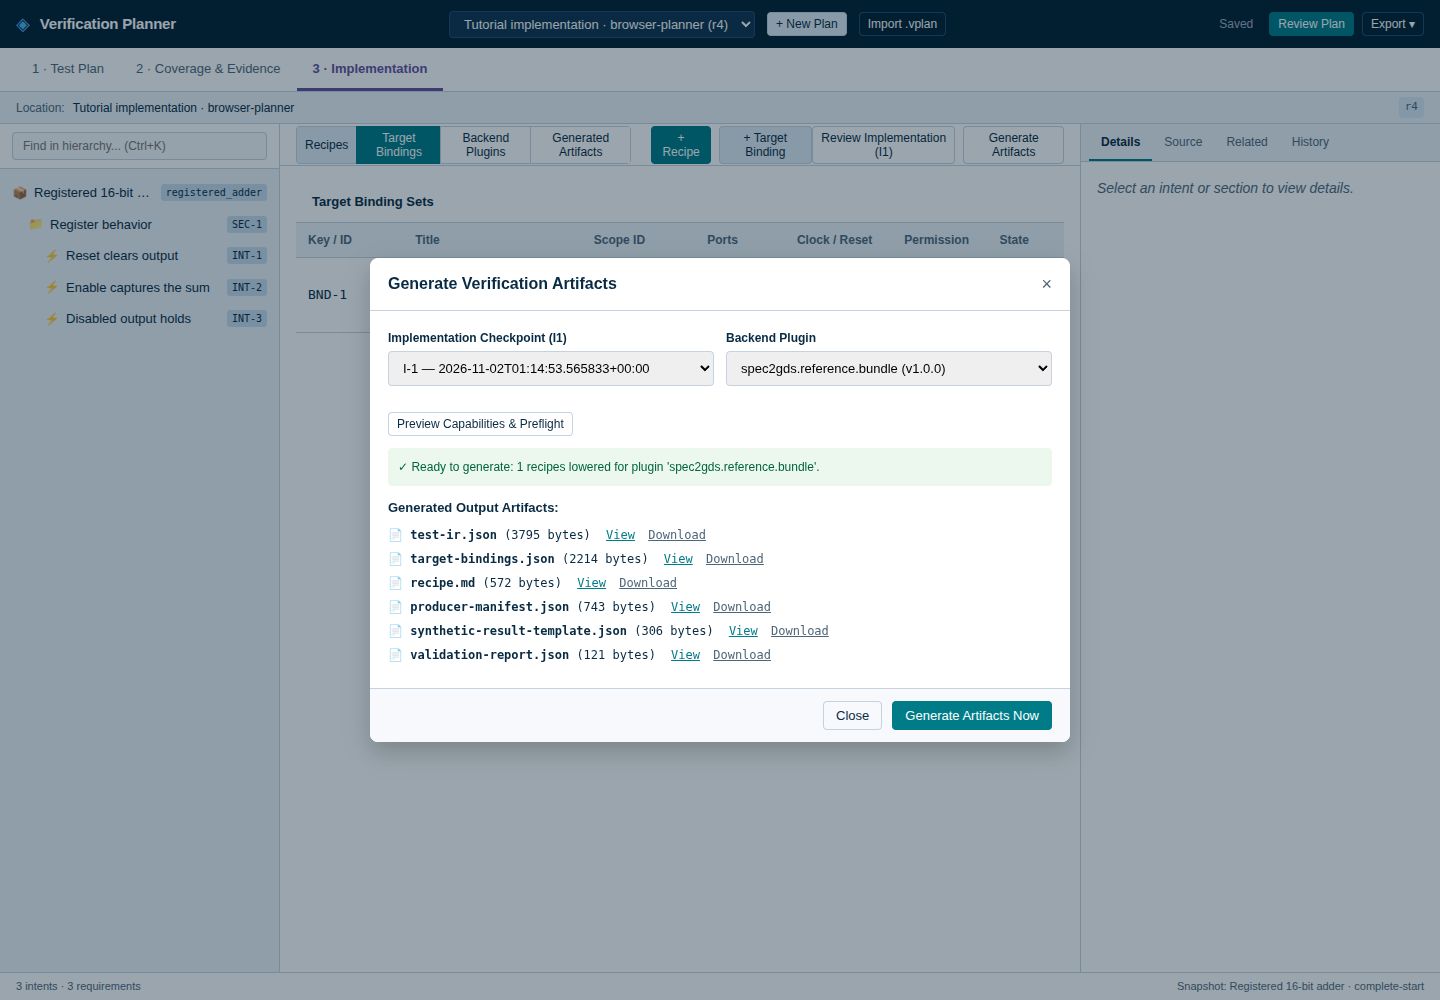 Verification Planner
Tutorial implementation · browser-planner (r4)
+ New Plan
Import .vplan
Saved
Review Plan
Export ▾
1 · Test Plan
2 · Coverage & Evidence
3 · Implementation
Location: Tutorial implementation · browser-planner
r4
Find in hierarchy... (Ctrl+K)
Registered 16-bit ... registered_adder
Register behavior SEC-1
Reset clears output INT-1
Enable captures the sum INT-2
Disabled output holds INT-3
Recipes
Target
Bindings
Backend
Plugins
Generated
Artifacts
+
Recipe
+ Target
Binding
Review Implementation
(I1)
Generate
Artifacts
Target Binding Sets
Key / ID Title Scope ID Ports Clock / Reset Permission State
BND-1
Details Source Related History
Select an intent or section to view details.
Generate Verification Artifacts ×
Implementation Checkpoint (I1)
I-1 — 2026-11-02T01:14:53.565833+00:00
Backend Plugin
spec2gds.reference.bundle (v1.0.0)
Preview Capabilities & Preflight
✓ Ready to generate: 1 recipes lowered for plugin 'spec2gds.reference.bundle'.
Generated Output Artifacts:
test-ir.json (3795 bytes) View Download
target-bindings.json (2214 bytes) View Download
recipe.md (572 bytes) View Download
producer-manifest.json (743 bytes) View Download
synthetic-result-template.json (306 bytes) View Download
validation-report.json (121 bytes) View Download
Close
Generate Artifacts Now
3 intents · 3 requirements
Snapshot: Registered 16-bit adder · complete-start